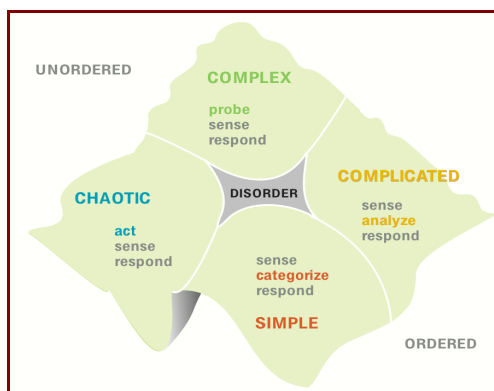 UNORDERED
COMPLEX
probe
sense
respond
COMPLICATED
sense
analyze
respond
DISORDER
CHAOTIC
act
sense
respond
sense
categorize
respond
SIMPLE
ORDERED